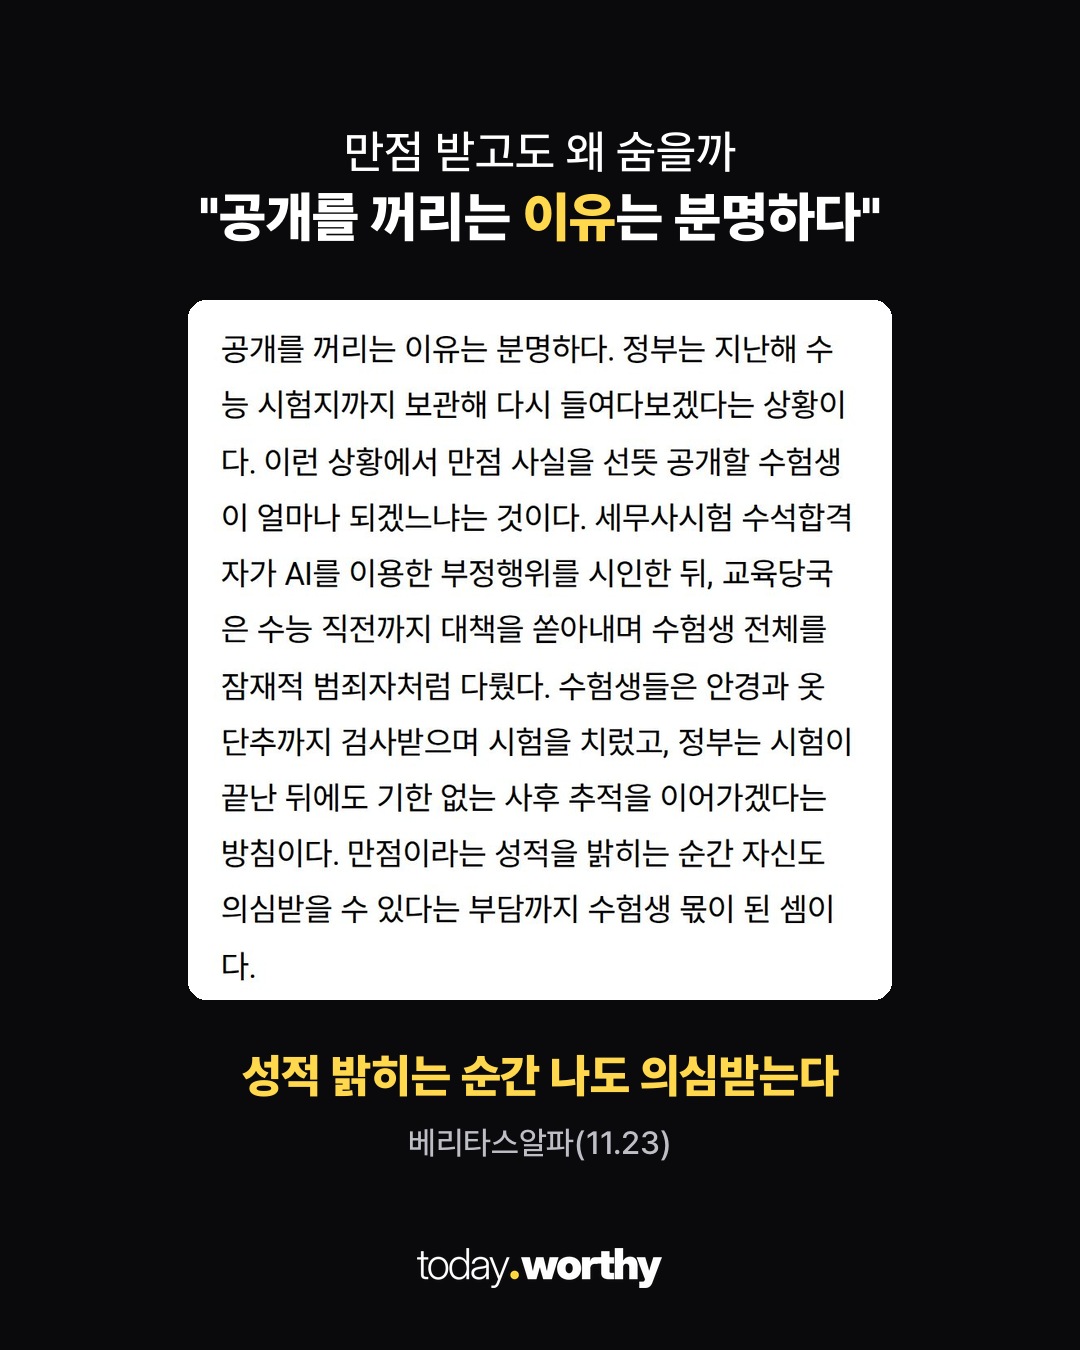 만점 받고도 왜 숨을까
"공개를 꺼리는 이유는 분명하다"
공개를 꺼리는 이유는 분명하다. 정부는 지난해 수
능 시험지까지 보관해 다시 들여다보겠다는 상황이
다. 이런 상황에서 만점 사실을 선뜻 공개할 수험생
이 얼마나 되겠느냐는 것이다. 세무사시험 수석합격
자가 AI를 이용한 부정행위를 시인한 뒤, 교육당국
은 수능 직전까지 대책을 쏟아내며 수험생 전체를
잠재적 범죄자처럼 다뤘다. 수험생들은 안경과 옷
단추까지 검사받으며 시험을 치렀고, 정부는 시험이
끝난 뒤에도 기한 없는 사후 추적을 이어가겠다는
방침이다. 만점이라는 성적을 밝히는 순간 자신도
의심받을 수 있다는 부담까지 수험생 몫이 된 셈이
다.
성적 밝히는 순간 나도 의심받는다
베리타스알파(11.23)
today.worthy